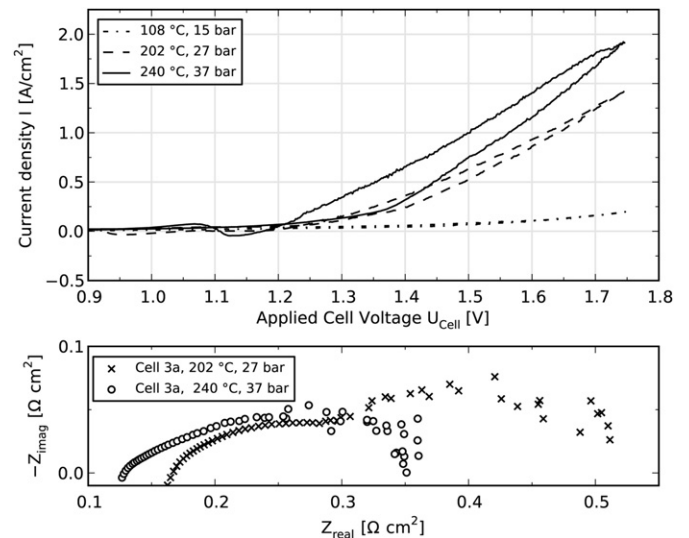 2.0
1.5
1.0
0.5
0.0
−0.5
Current density I [A/cm²]
108 °C, 15 bar
202 °C, 27 bar
240 °C, 37 bar
0.9 1.0 1.1 1.2 1.3 1.4 1.5 1.6 1.7 1.8
Applied Cell Voltage U_Cell [V]
0.1
0.0
−Z_imag [Ω cm²]
Cell 3a, 202 °C, 27 bar
Cell 3a, 240 °C, 37 bar
0.1 0.2 0.3 0.4 0.5
Z_real [Ω cm²]